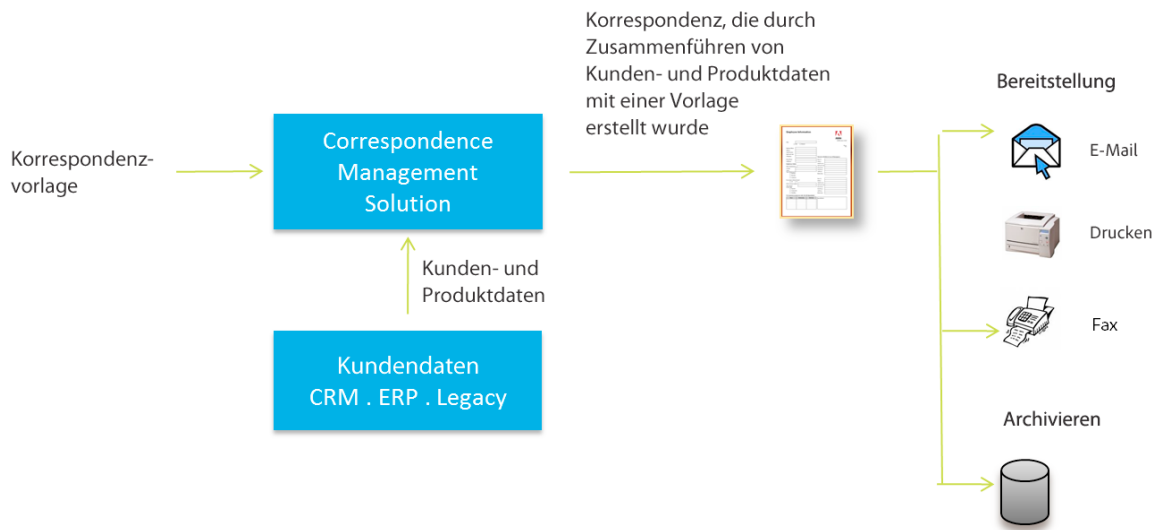 Korrespondenz-
vorlage
Correspondence
Management
Solution
Kunden- und
Produktdaten
Kundendaten
CRM . ERP . Legacy
Korrespondenz, die durch
Zusammenführen von
Kunden- und Produktdaten
mit einer Vorlage
erstellt wurde
Bereitstellung
E-Mail
Drucken
Fax
Archivieren